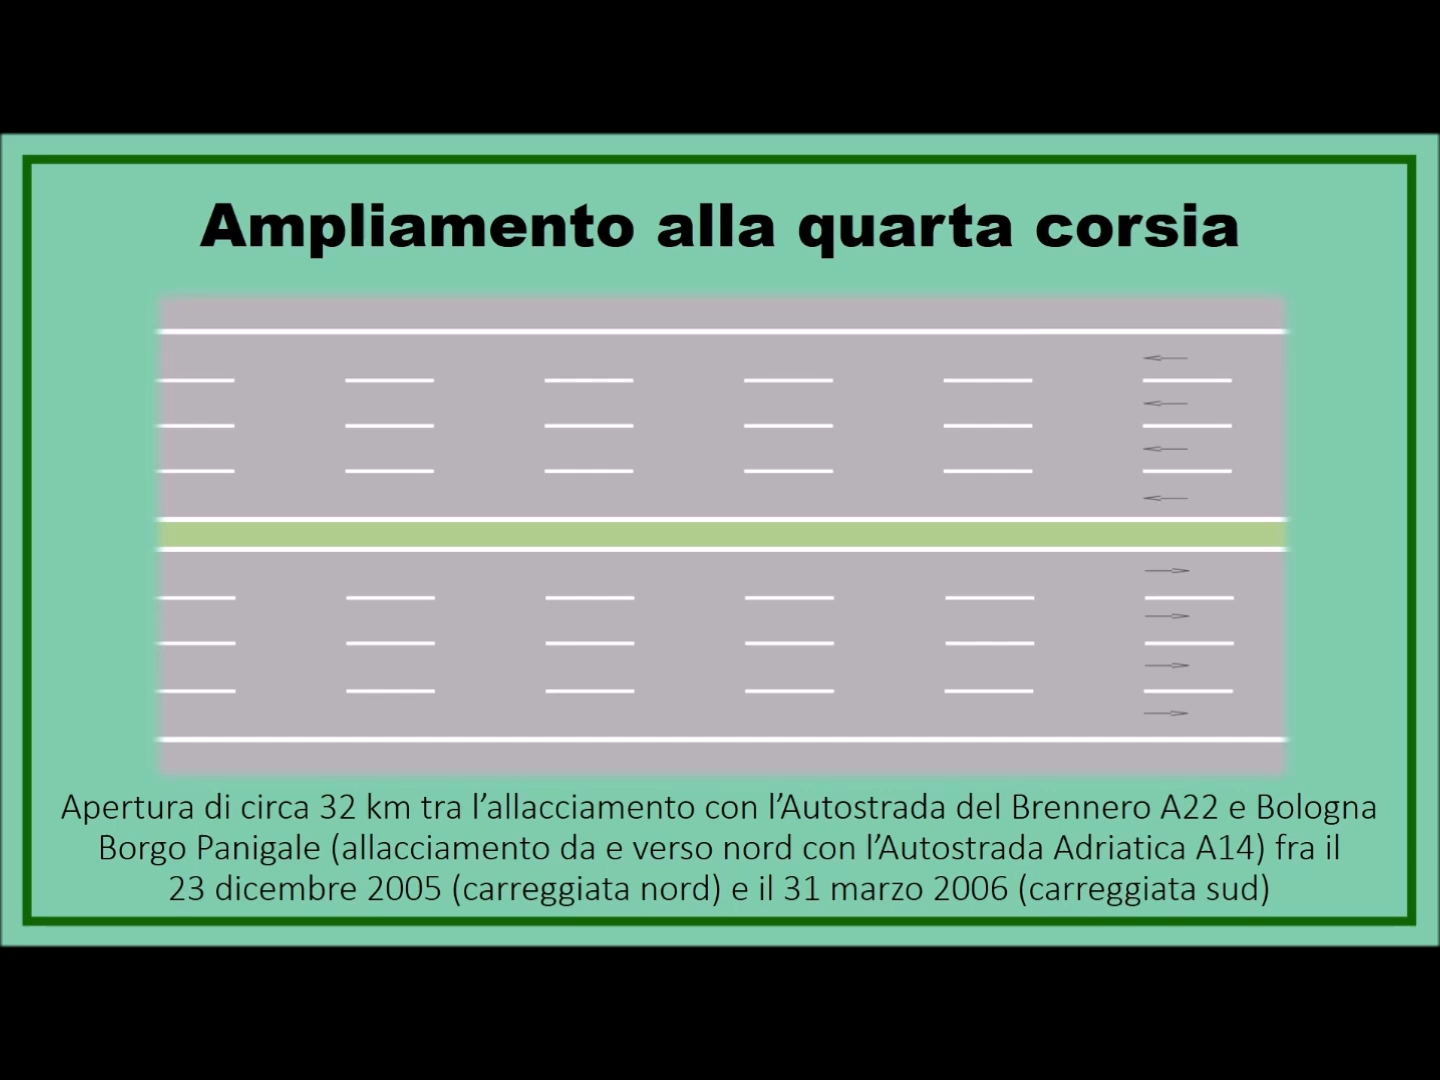 Ampliamento alla quarta corsia
Apertura di circa 32 km tra l’allacciamento con l’Autostrada del Brennero A22 e Bologna
Borgo Panigale (allacciamento da e verso nord con l’Autostrada Adriatica A14) fra il
23 dicembre 2005 (carreggiata nord) e il 31 marzo 2006 (carreggiata sud)